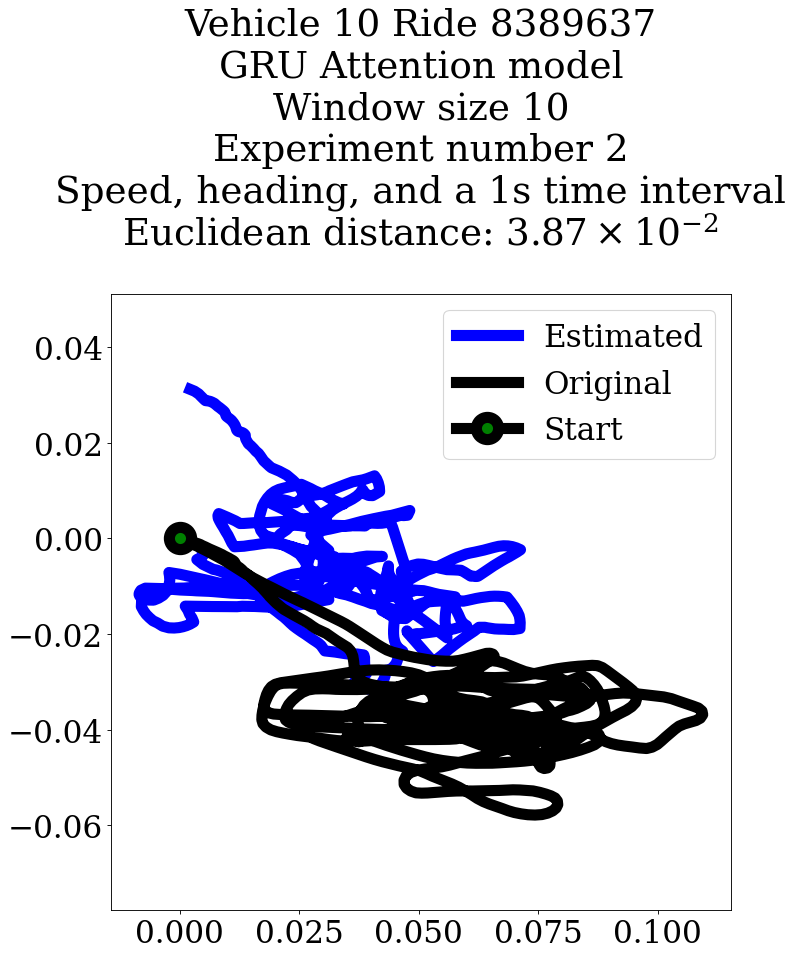 Vehicle 10 Ride 8389637
GRU Attention model
Window size 10
Experiment number 2
Speed, heading, and a 1s time interval
Euclidean distance: 3.87 × 10⁻²
Estimated
Original
Start
0.04
0.02
0.00
−0.02
−0.04
−0.06
0.000 0.025 0.050 0.075 0.100